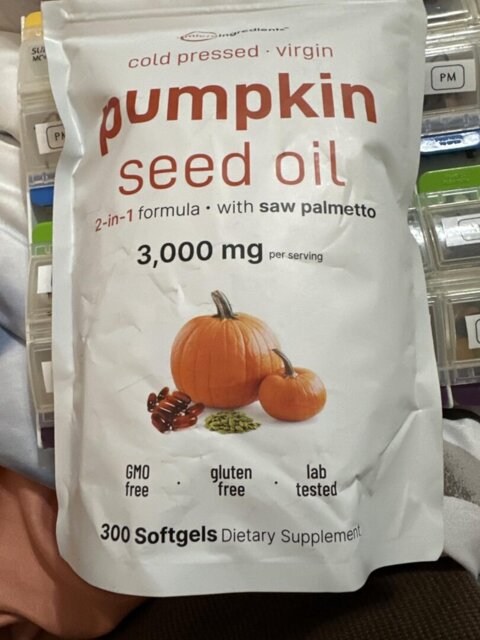 ingredients
cold pressed · virgin
pumpkin
seed oil
2-in-1 formula • with saw palmetto
3,000 mg per serving
GMO free · gluten free · lab tested
300 Softgels Dietary Supplement
PM